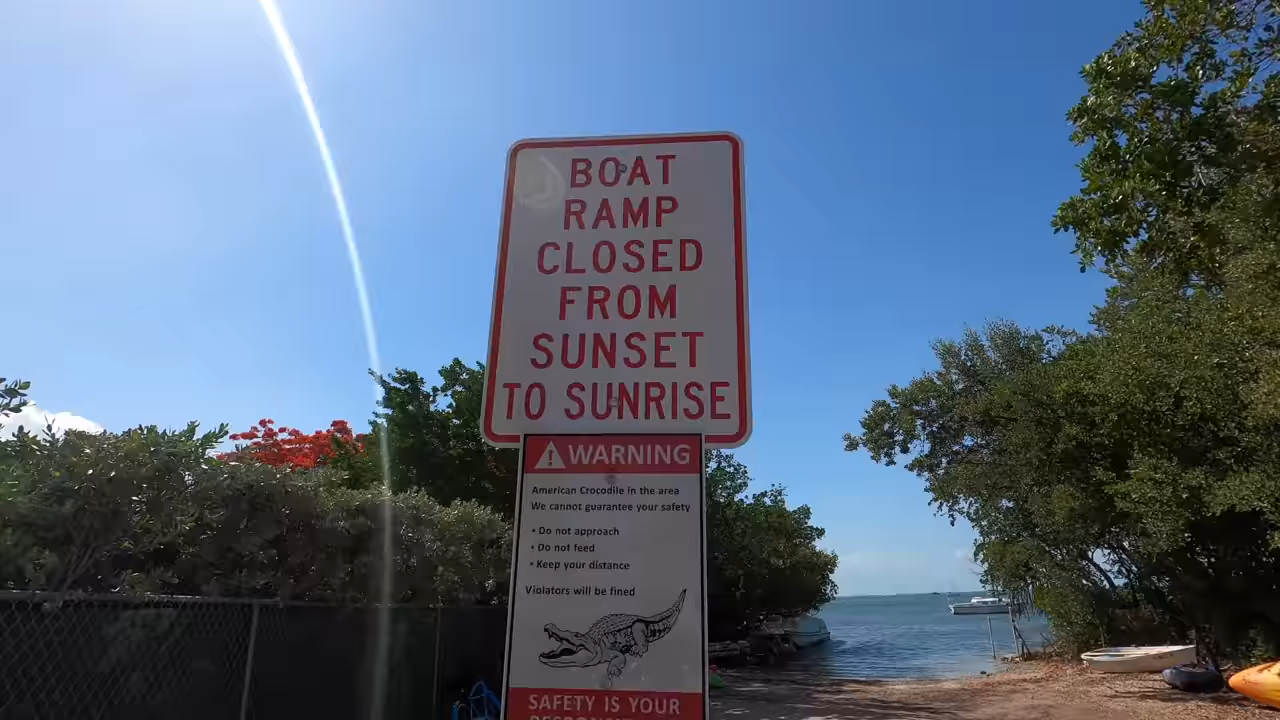 BOAT
RAMP
CLOSED
FROM
SUNSET
TO SUNRISE
WARNING
American Crocodile in the area
We cannot guarantee your safety
• Do not approach
• Do not feed
• Keep your distance
Violators will be fined
SAFETY IS YOUR